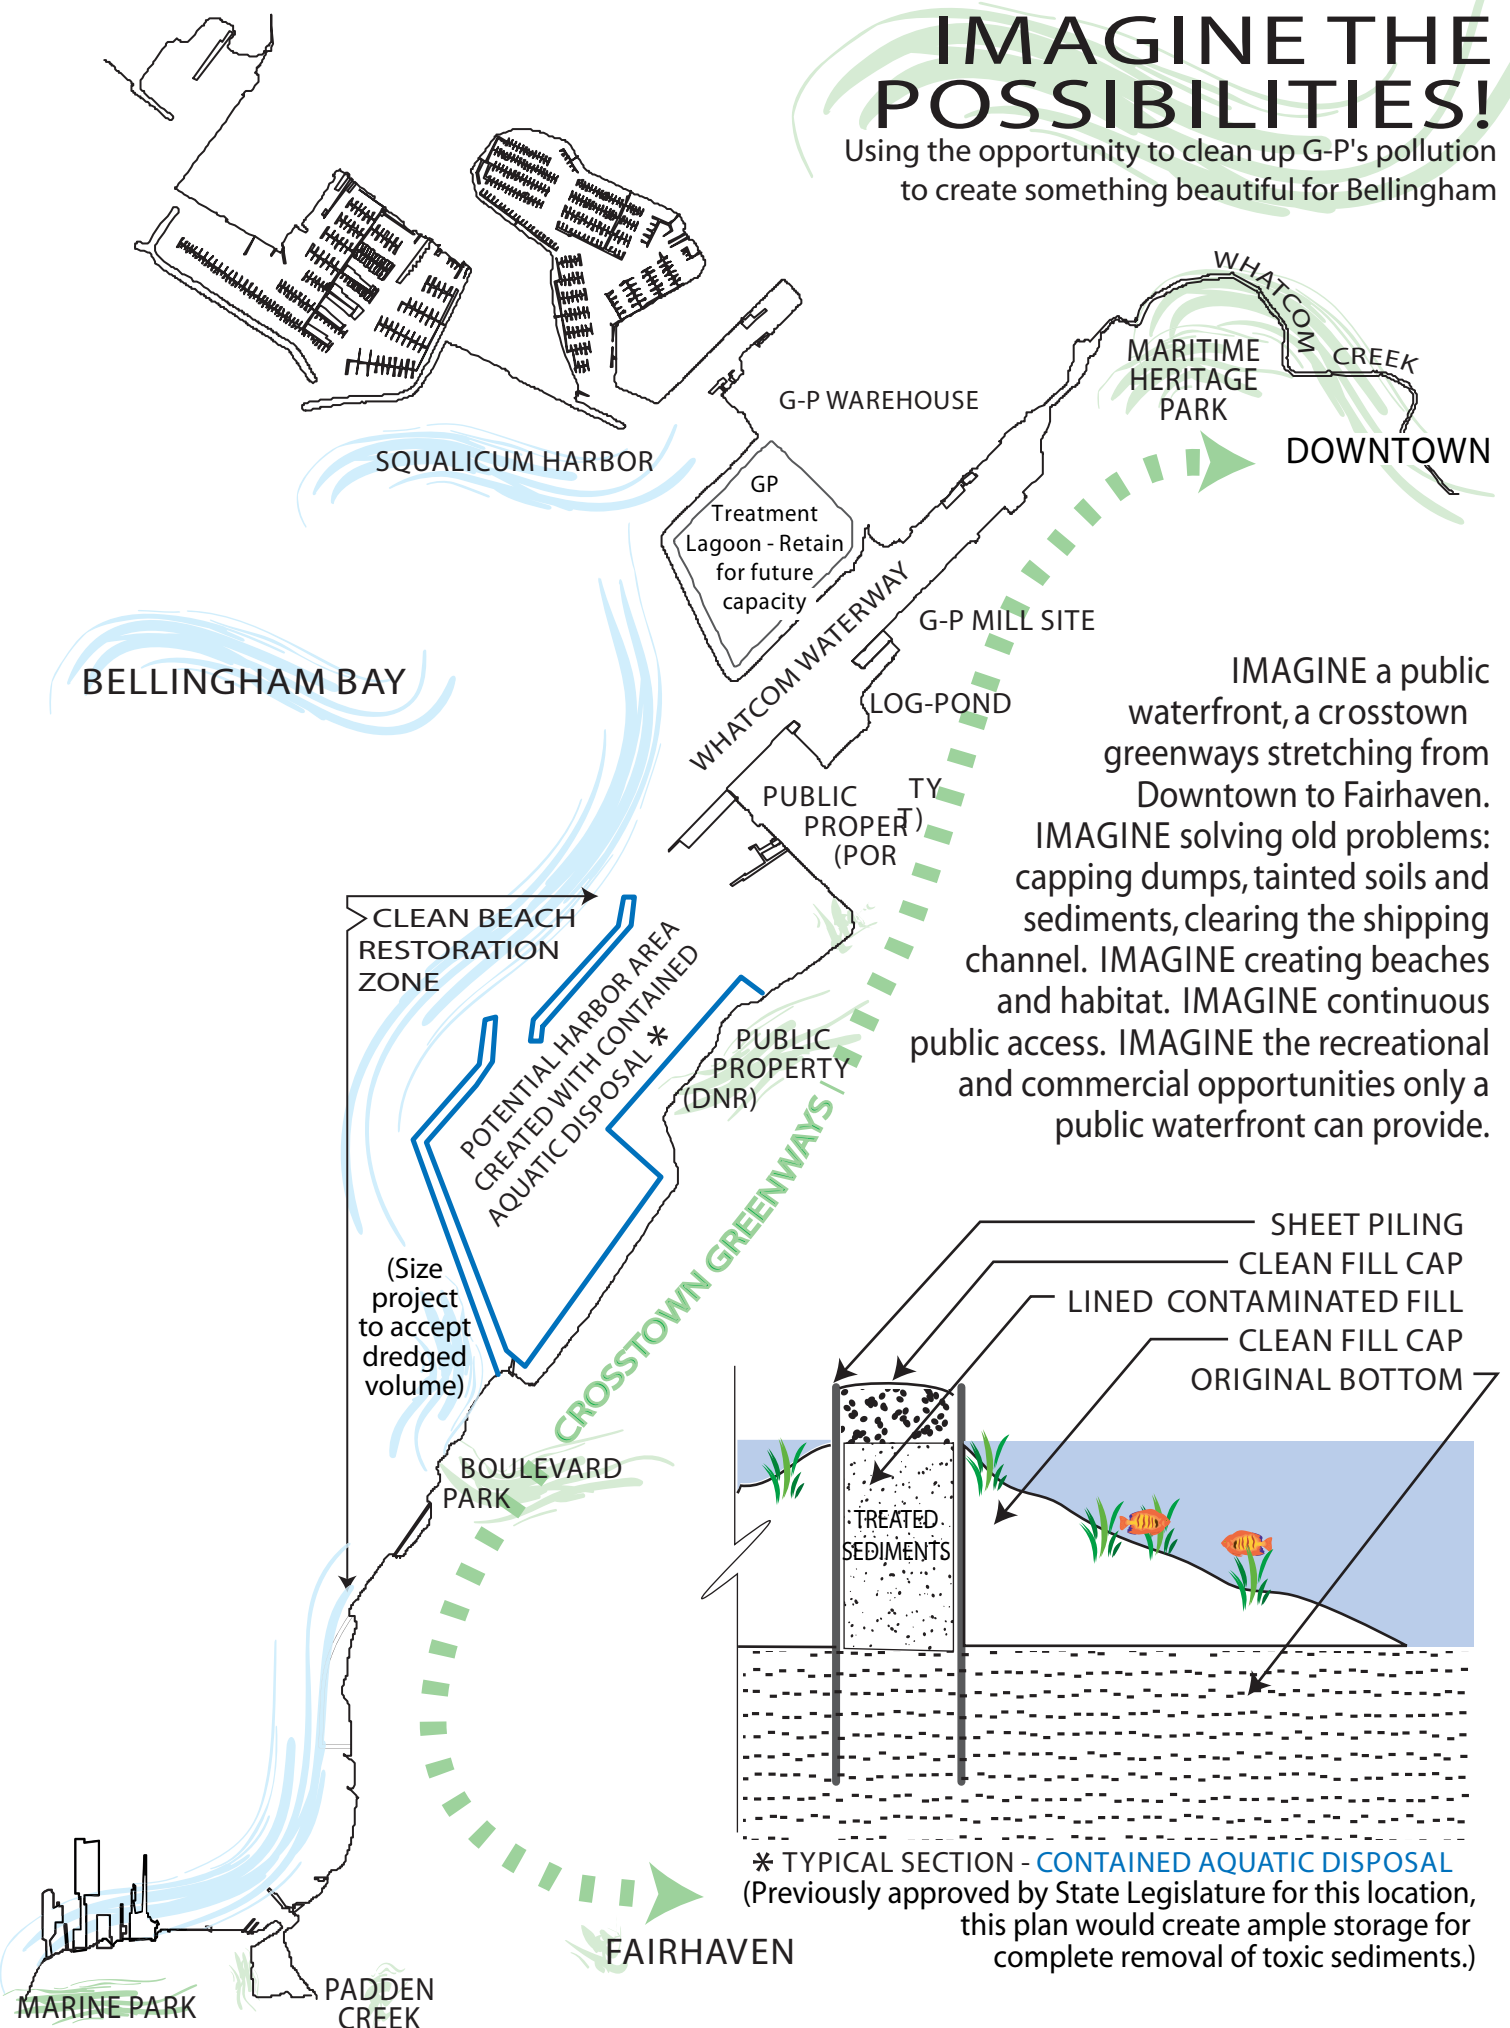 IMAGINE THE
POSSIBILITIES!
Using the opportunity to clean up G-P's pollution
to create something beautiful for Bellingham
WHATCOM
CREEK
MARITIME
HERITAGE
PARK
DOWNTOWN
G-P WAREHOUSE
SQUALICUM HARBOR
GP
Treatment
Lagoon - Retain
for future
capacity
WHATCOM WATERWAY
G-P MILL SITE
LOG-POND
BELLINGHAM BAY
PUBLIC
TY
PROPER
T)
(POR
IMAGINE a public
waterfront, a crosstown
greenways stretching from
Downtown to Fairhaven.
IMAGINE solving old problems:
capping dumps, tainted soils and
sediments, clearing the shipping
channel. IMAGINE creating beaches
and habitat. IMAGINE continuous
public access. IMAGINE the recreational
and commercial opportunities only a
public waterfront can provide.
CLEAN BEACH
RESTORATION
ZONE
POTENTIAL HARBOR AREA
CREATED WITH CONTAINED
AQUATIC DISPOSAL *
PUBLIC
PROPERTY
(DNR)
CROSSTOWN GREENWAYS
(Size
project
to accept
dredged
volume)
BOULEVARD
PARK
SHEET PILING
CLEAN FILL CAP
LINED CONTAMINATED FILL
CLEAN FILL CAP
ORIGINAL BOTTOM
TREATED
SEDIMENTS
* TYPICAL SECTION - CONTAINED AQUATIC DISPOSAL
(Previously approved by State Legislature for this location,
this plan would create ample storage for
complete removal of toxic sediments.)
FAIRHAVEN
PADDEN
CREEK
MARINE PARK